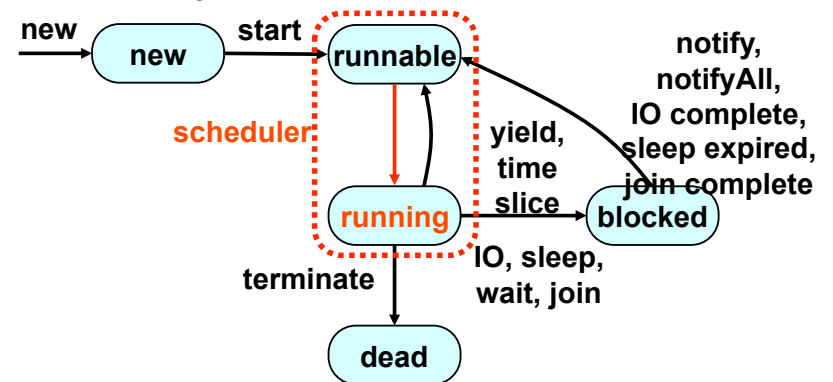 new
new
start
runnable
notify,
notifyAll,
IO complete,
sleep expired,
join complete
scheduler
yield,
time
slice
running
blocked
IO, sleep,
wait, join
terminate
dead